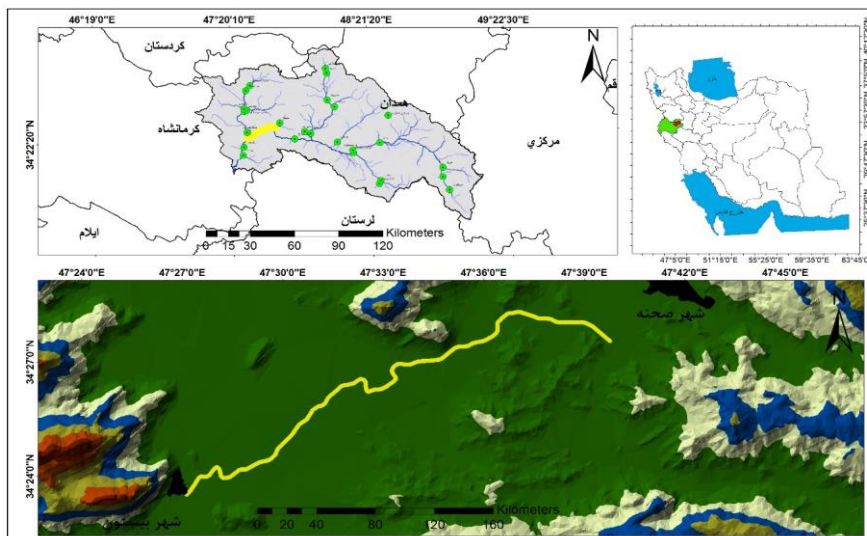 46°19'0"E 47°20'10"E 48°21'20"E 49°22'30"E
34°22'20"N
کردستان
N
همدان
قم
کرمانشاه
مرکزي
لرستان
ایلام
Kilometers
0 15 30 60 90 120
خزر
خلیج فارس
47°5'0"E 51°15'0"E 55°25'0"E 59°35'0"E 63°45'0"E
47°24'0"E 47°27'0"E 47°30'0"E 47°33'0"E 47°36'0"E 47°39'0"E 47°42'0"E 47°45'0"E
34°27'0"N
34°24'0"N
شهر صحنه
N
شهر بیستون
Kilometers
0 20 40 80 120 160